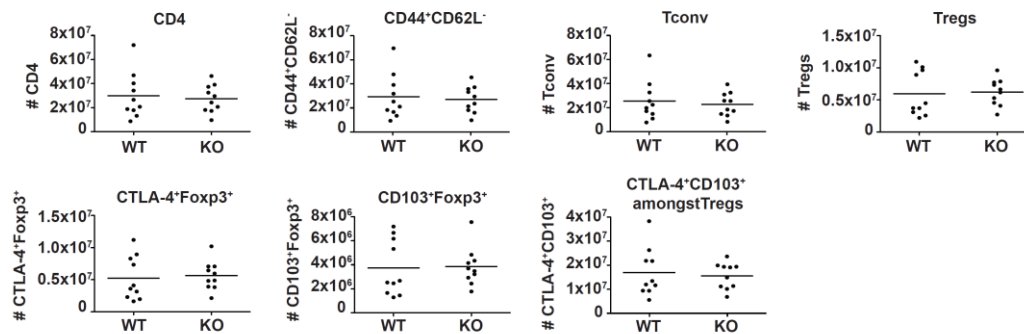 CD4
# CD4
8x10⁷
6x10⁷
4x10⁷
2x10⁷
0
WT
KO
CD44⁺CD62L⁻
# CD44⁺CD62L⁻
8x10⁷
6x10⁷
4x10⁷
2x10⁷
0
WT
KO
Tconv
# Tconv
8x10⁷
6x10⁷
4x10⁷
2x10⁷
0
WT
KO
Tregs
# Tregs
1.5x10⁷
1.0x10⁷
0.5x10⁷
0
WT
KO
CTLA-4⁺Foxp3⁺
# CTLA-4⁺Foxp3⁺
1.5x10⁷
1.0x10⁷
0.5x10⁷
0
WT
KO
CD103⁺Foxp3⁺
# CD103⁺Foxp3⁺
8x10⁶
6x10⁶
4x10⁶
2x10⁶
0
WT
KO
CTLA-4⁺CD103⁺
amongstTregs
# CTLA-4⁺CD103⁺
4x10⁷
3x10⁷
2x10⁷
1x10⁷
0
WT
KO